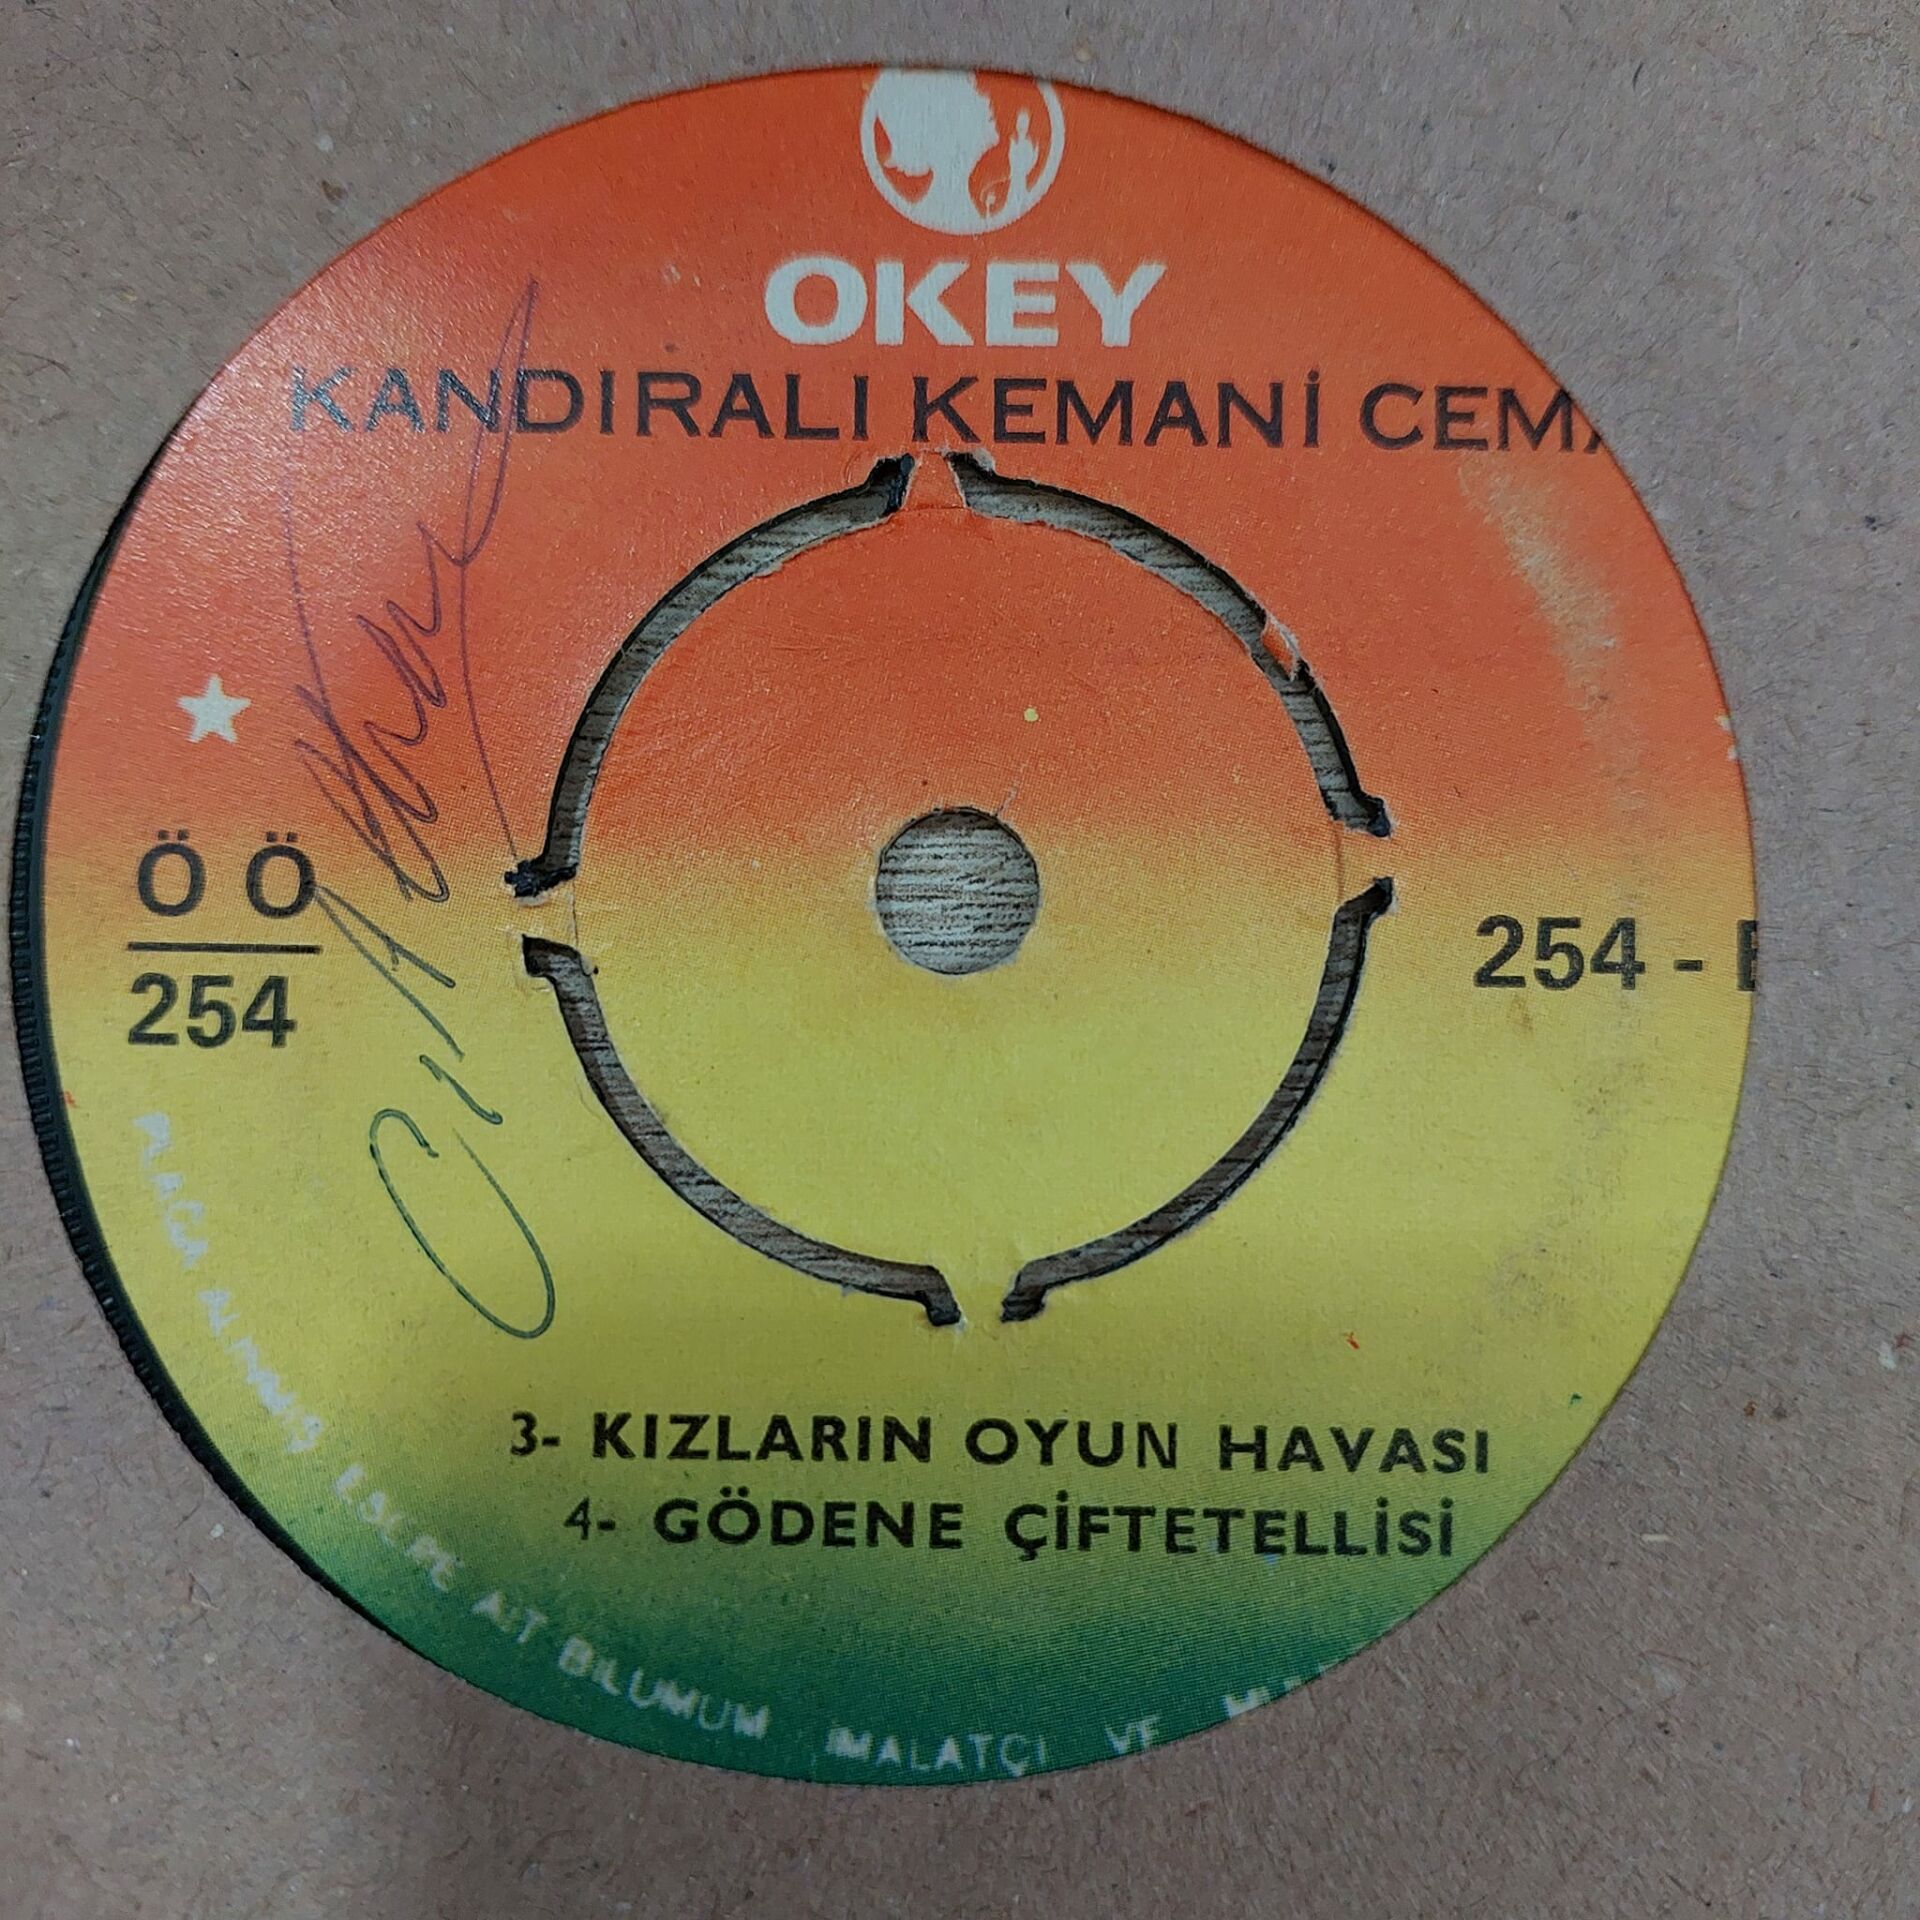 OKEY
KANDIRALI KEMANİ CEM
Ö Ö
254
254 -
3- KIZLARIN OYUN HAVASI
4- GÖDENE ÇİFTETELLİSİ
AİT BİLUMUM İMALATÇI VE